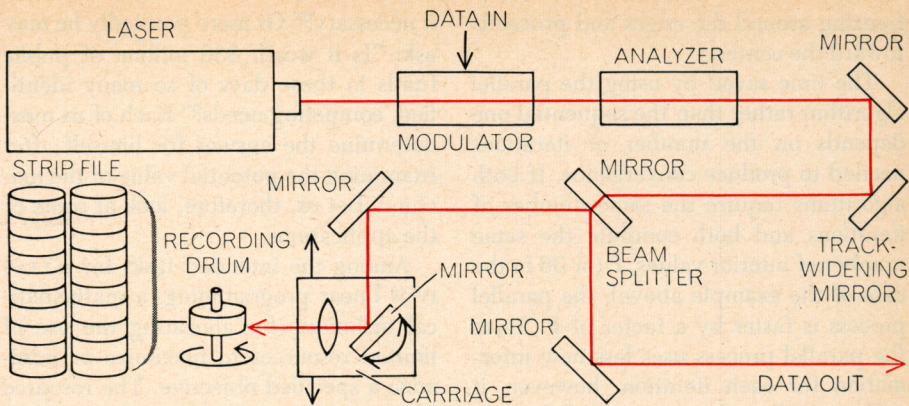 LASER
DATA IN
ANALYZER
MIRROR
MODULATOR
STRIP FILE
MIRROR
MIRROR
RECORDING
DRUM
MIRROR
BEAM
SPLITTER
TRACK-
WIDENING
MIRROR
MIRROR
CARRIAGE
DATA OUT